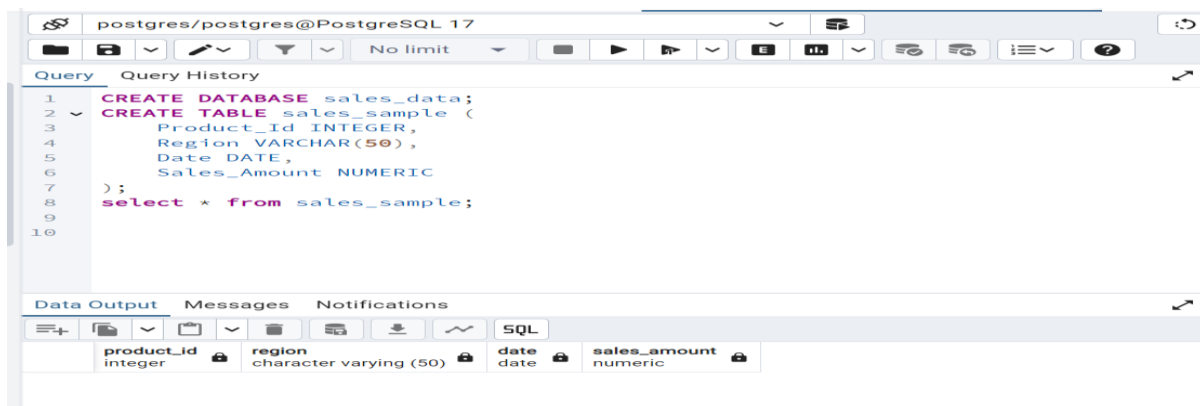 postgres/postgres@PostgreSQL 17
No limit
E
Query Query History
1 CREATE DATABASE sales_data;
2 CREATE TABLE sales_sample (
3 Product_Id INTEGER,
4 Region VARCHAR(50),
5 Date DATE,
6 Sales_Amount NUMERIC
7 );
8 select * from sales_sample;
9
10
Data Output Messages Notifications
SQL
product_id region date sales_amount
integer character varying (50) date numeric